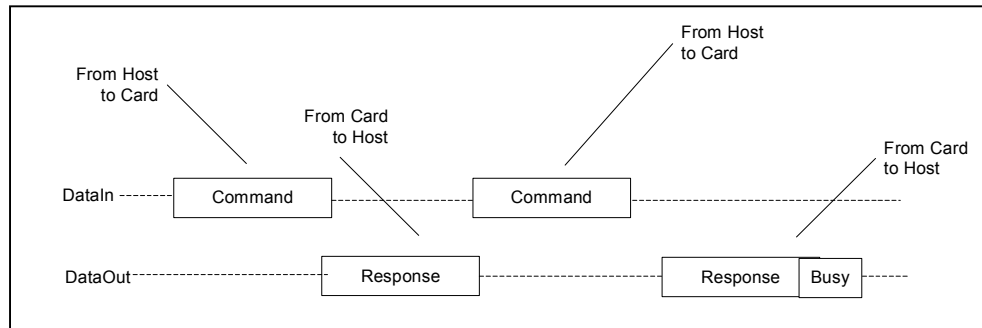 From Host
to Card
From Host
to Card
From Card
to Host
From Card
to Host
DataIn
Command
Command
DataOut
Response
Response
Busy